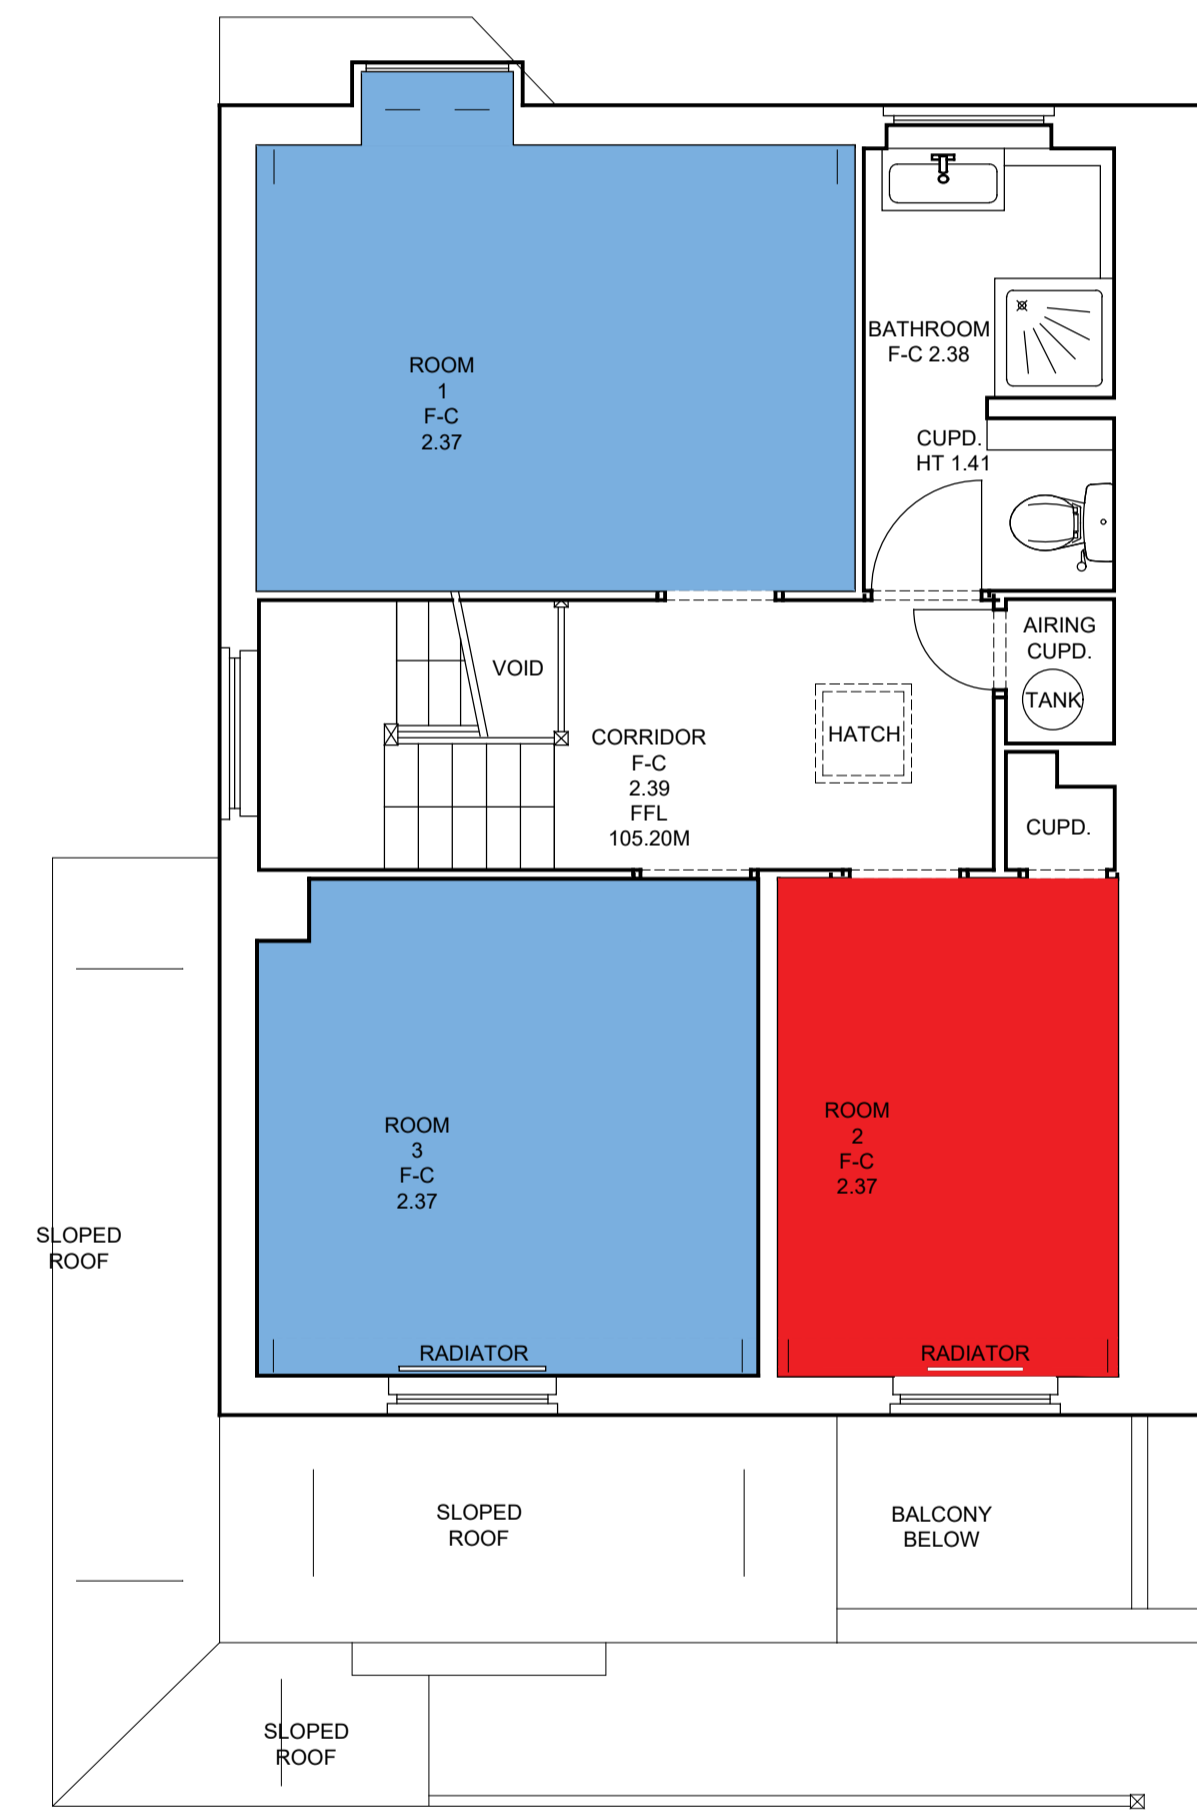 ROOM
1
F-C
2.37
BATHROOM
F-C 2.38
CUPD.
HT 1.41
AIRING
CUPD.
TANK
VOID
CORRIDOR
F-C
2.39
FFL
105.20M
HATCH
CUPD.
ROOM
3
F-C
2.37
ROOM
2
F-C
2.37
SLOPED
ROOF
RADIATOR
RADIATOR
SLOPED
ROOF
BALCONY
BELOW
SLOPED
ROOF